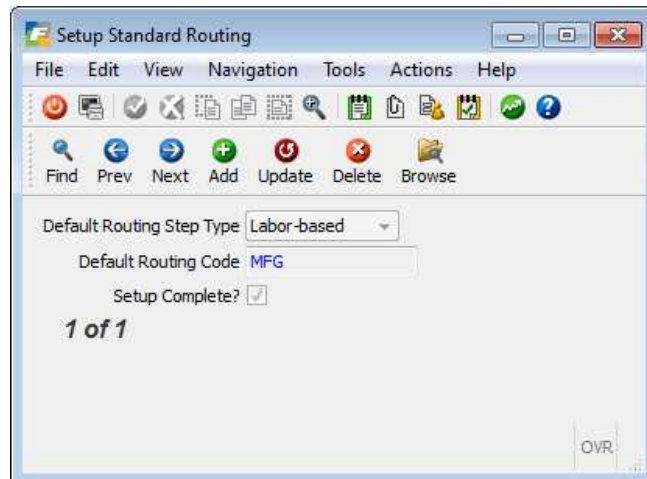 Setup Standard Routing
File Edit View Navigation Tools Actions Help
Find Prev Next Add Update Delete Browse
Default Routing Step Type Labor-based
Default Routing Code MFG
Setup Complete?
1 of 1
OVR